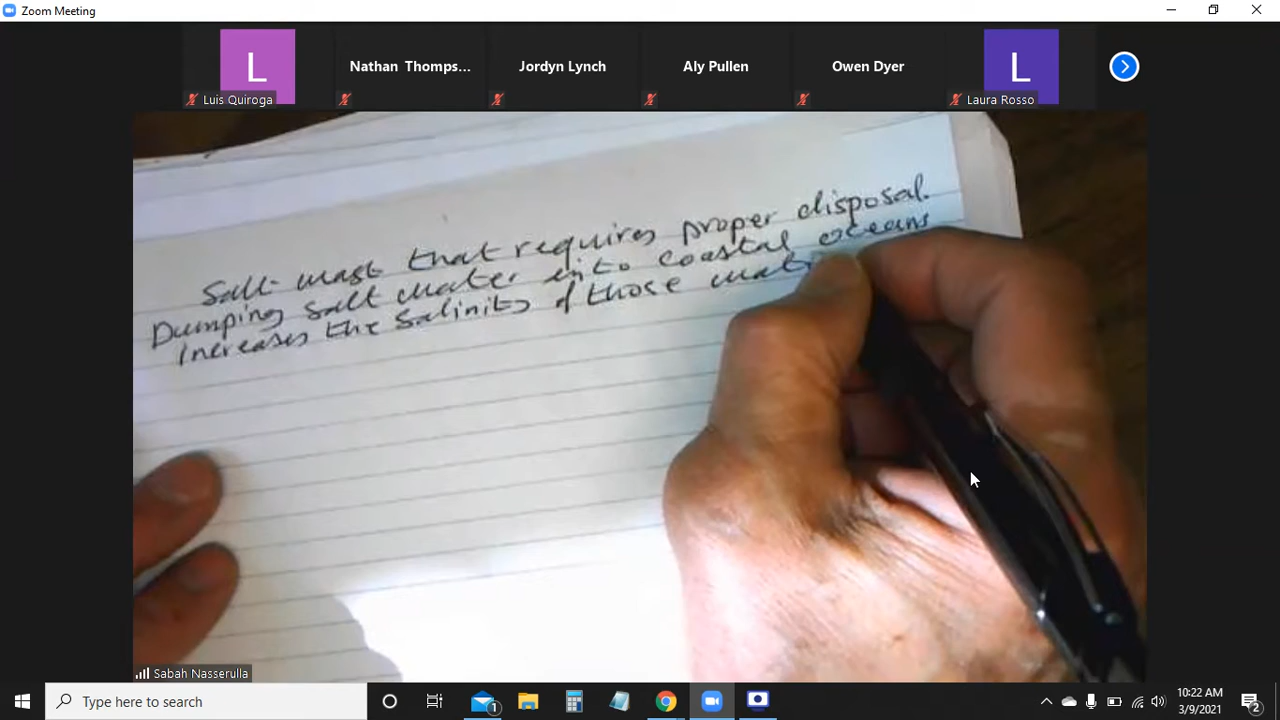 Zoom Meeting
L
Luis Quiroga
Nathan Thomps...
Jordyn Lynch
Aly Pullen
Owen Dyer
L
Laura Rosso
Salt that requires proper disposal.
Dumping salt water into coastal oceans
increases the salinity of those
Sabah Nasserulla
Type here to search
1
10:22 AM
3/9/2021
2